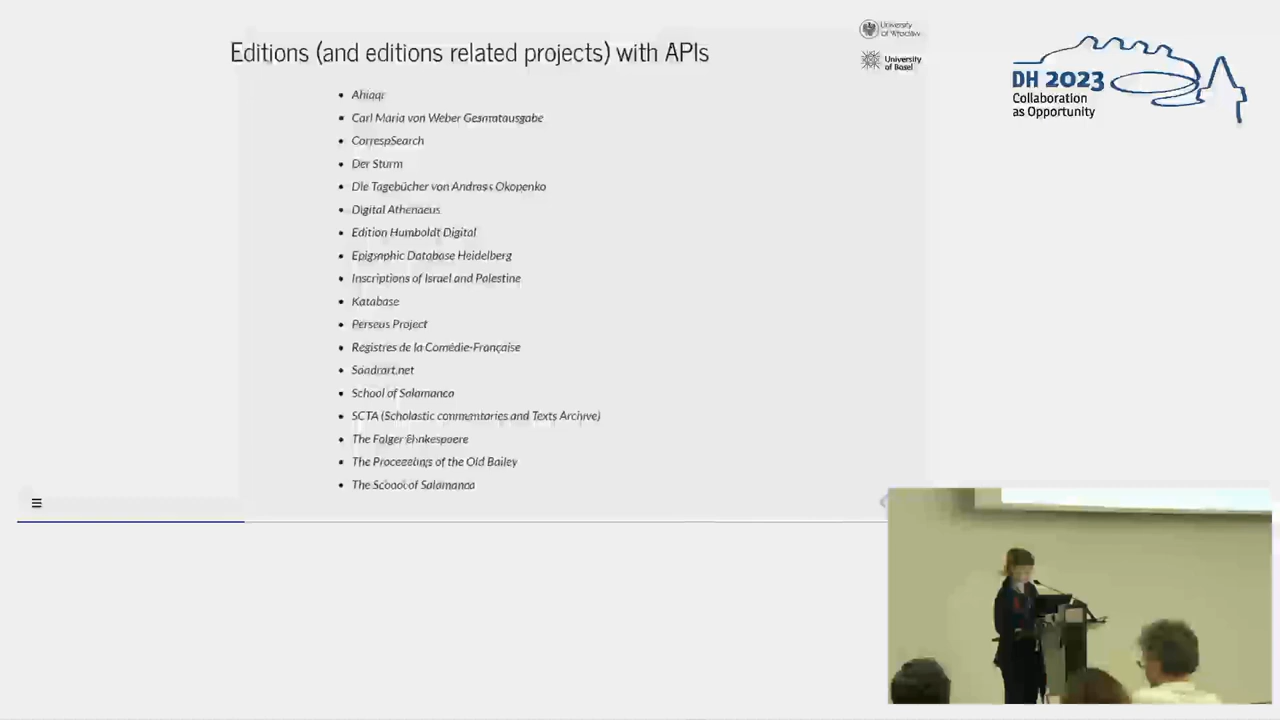 Editions (and editions related projects) with APIs
University of Wrocław
University of Basel
DH 2023
Collaboration as Opportunity
• Ahiqar
• Carl Maria von Weber Gesmatausgabe
• CorrespSearch
• Der Sturm
• Die Tagebücher von Andreas Okopenko
• Digital Athenaeus
• Edition Humboldt Digital
• Epigraphic Database Heidelberg
• Inscriptions of Israel and Palestine
• Katabase
• Perseus Project
• Registres de la Comédie-Française
• Saadrart.net
• School of Salamanca
• SCTA (Scholastic commentaries and Texts Archive)
• The Folger
• The Proceedings of the Old Bailey
• The School of Salamanca